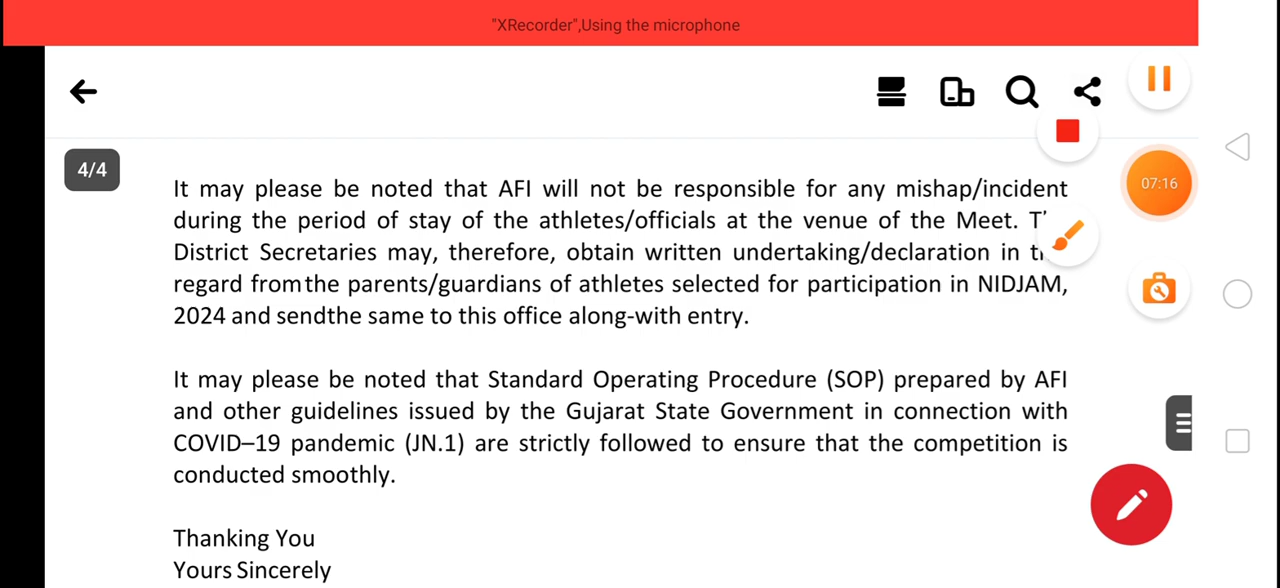 "XRecorder",Using the microphone
4/4
07:16
It may please be noted that AFI will not be responsible for any mishap/incident
during the period of stay of the athletes/officials at the venue of the Meet.
District Secretaries may, therefore, obtain written undertaking/declaration in
regard fromthe parents/guardians of athletes selected for participation in NIDJAM,
2024 and sendthe same to this office along-with entry.
It may please be noted that Standard Operating Procedure (SOP) prepared by AFI
and other guidelines issued by the Gujarat State Government in connection with
COVID–19 pandemic (JN.1) are strictly followed to ensure that the competition is
conducted smoothly.
Thanking You
Yours Sincerely